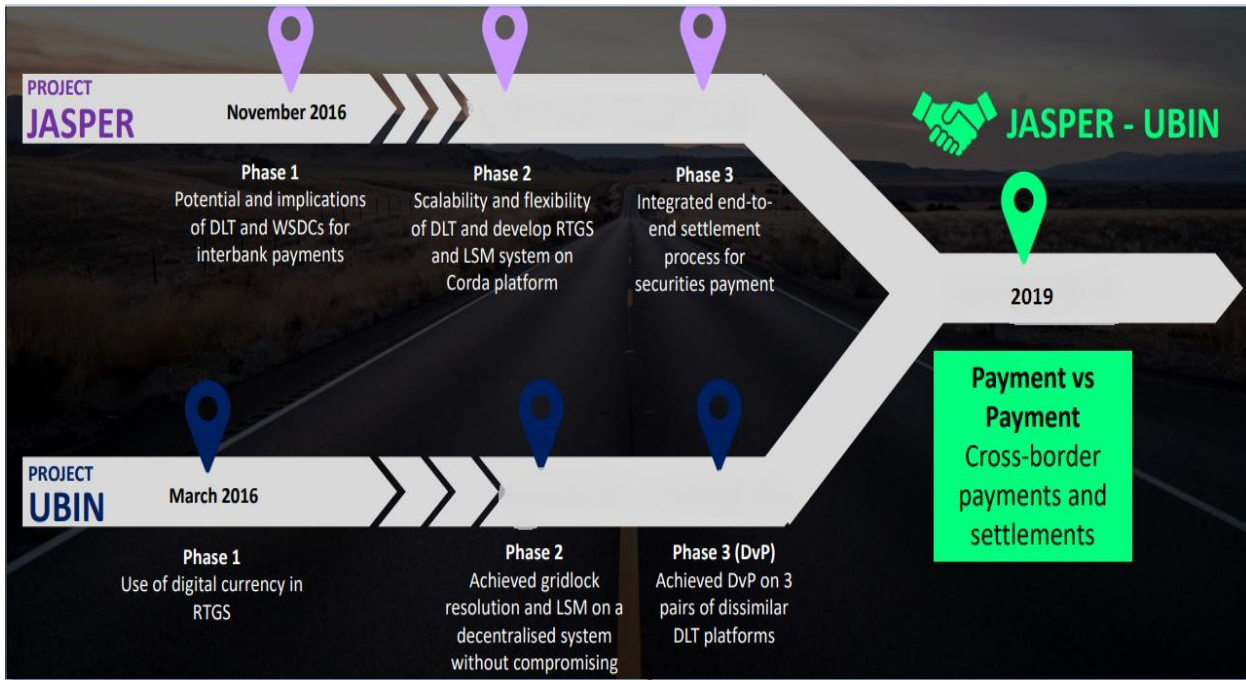 PROJECT
JASPER
November 2016
Phase 1
Potential and implications
of DLT and WSDCs for
interbank payments
Phase 2
Scalability and flexibility
of DLT and develop RTGS
and LSM system on
Corda platform
Phase 3
Integrated end-to-
end settlement
process for
securities payment
JASPER - UBIN
2019
Payment vs
Payment
Cross-border
payments and
settlements
PROJECT
UBIN
March 2016
Phase 1
Use of digital currency in
RTGS
Phase 2
Achieved gridlock
resolution and LSM on a
decentralised system
without compromising
Phase 3 (DvP)
Achieved DvP on 3
pairs of dissimilar
DLT platforms